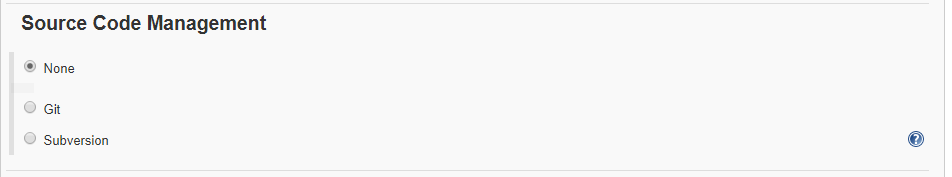 Source Code Management
None
Git
Subversion
?